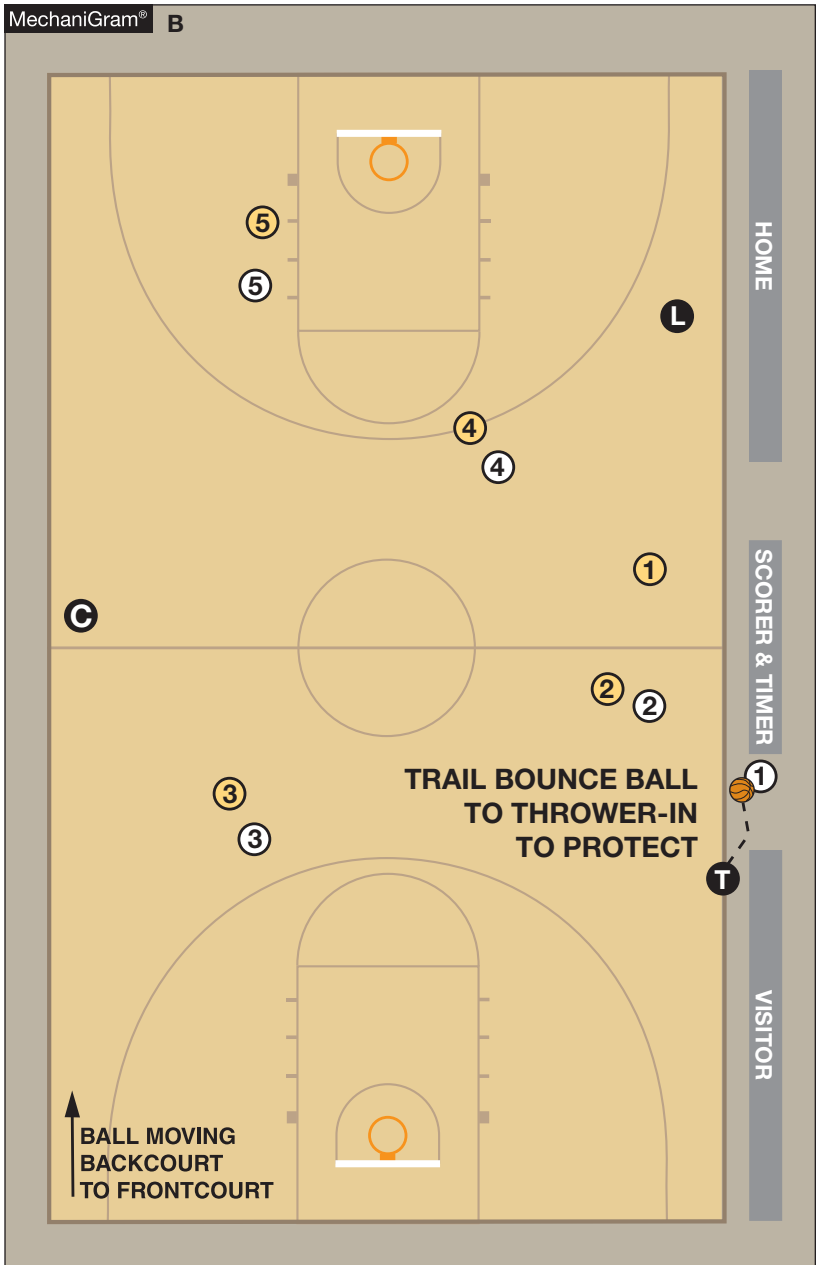 MechaniGram® B
HOME
5
5
L
4
4
1
C
SCORER & TIMER
2
2
1
3
3
TRAIL BOUNCE BALL
TO THROWER-IN
TO PROTECT
T
VISITOR
BALL MOVING
BACKCOURT
TO FRONTCOURT